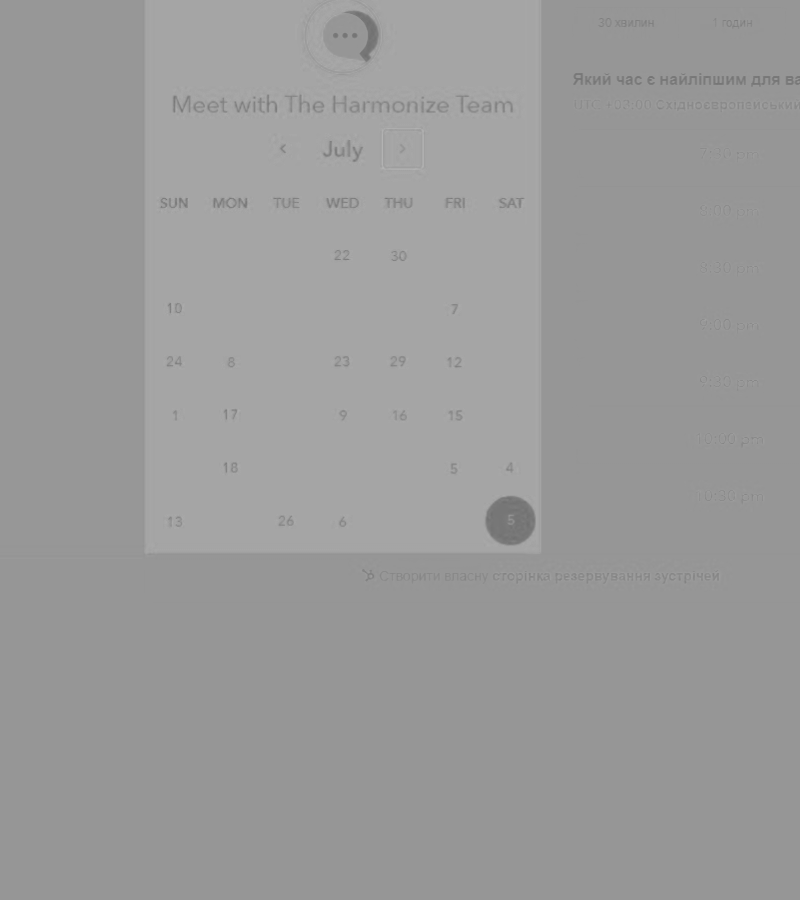 30 хвилин 1 годин
Який час є найліпшим для ва
UTC +02:00 Східноєвропейський
Meet with The Harmonize Team
July
SUN MON TUE WED THU FRI SAT
22 30
10 7
24 8 23 29 12
1 17 9 16 15
18 5 4
13 26 6 5
7:30 pm
8:00 pm
8:30 pm
9:00 pm
9:30 pm
10:00 pm
10:30 pm
Створити власну сторінка резервування зустрічей